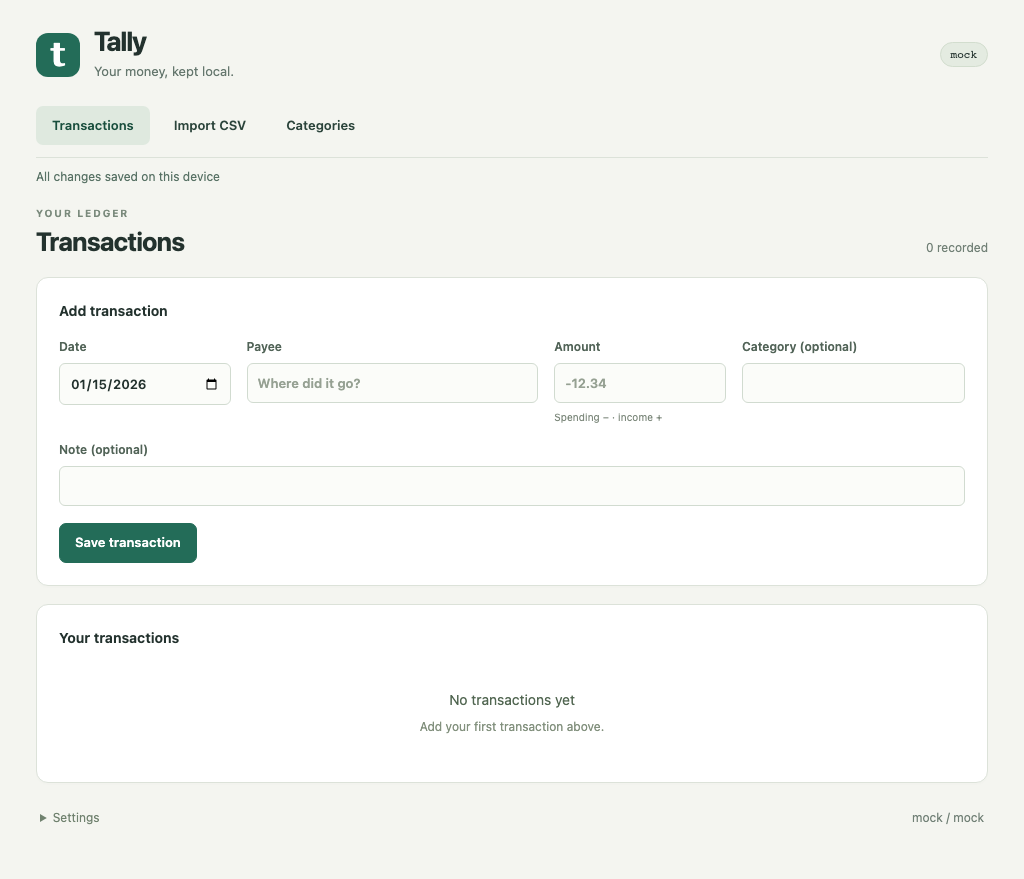 t
Tally
Your money, kept local.
mock
Transactions Import CSV Categories
All changes saved on this device
YOUR LEDGER
Transactions
0 recorded
Add transaction
Date Payee Amount Category (optional)
01/15/2026 Where did it go? -12.34
Spending – · income +
Note (optional)
Save transaction
Your transactions
No transactions yet
Add your first transaction above.
Settings mock / mock